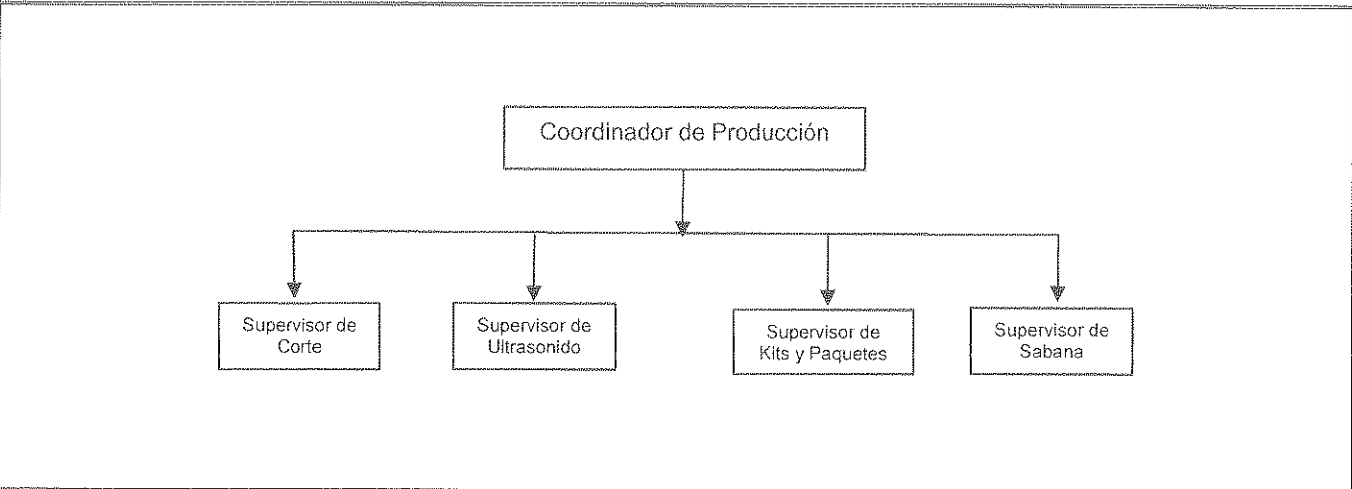 Coordinador de Producción
Supervisor de
Corte
Supervisor de
Ultrasonido
Supervisor de
Kits y Paquetes
Supervisor de
Sabana